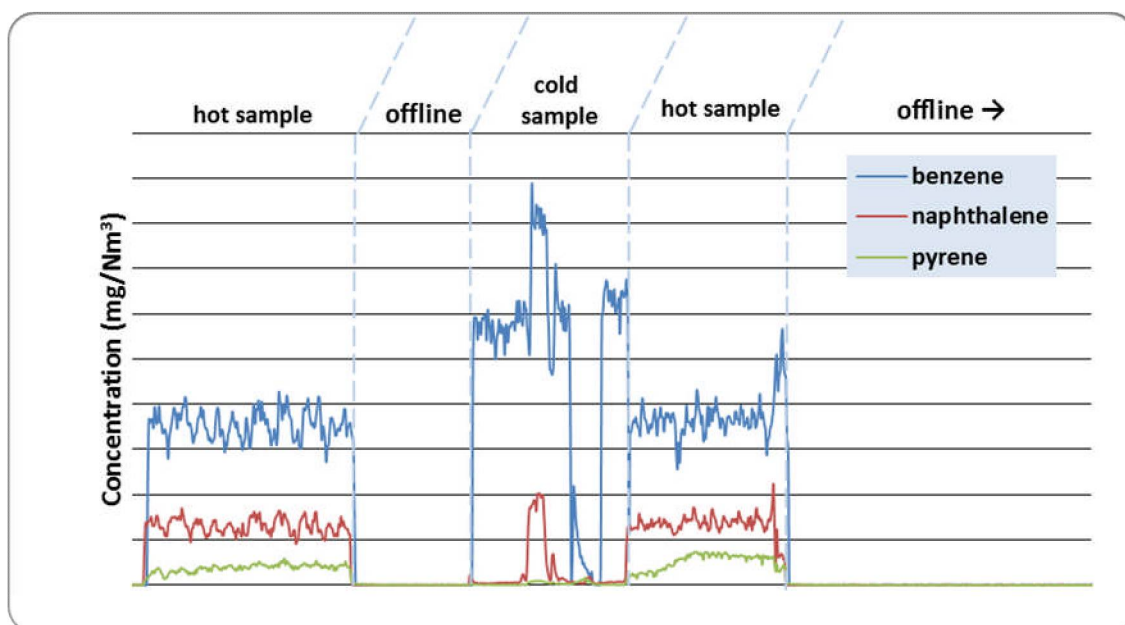 hot sample
offline
cold
sample
hot sample
offline →
benzene
naphthalene
pyrene
Concentration (mg/Nm³)